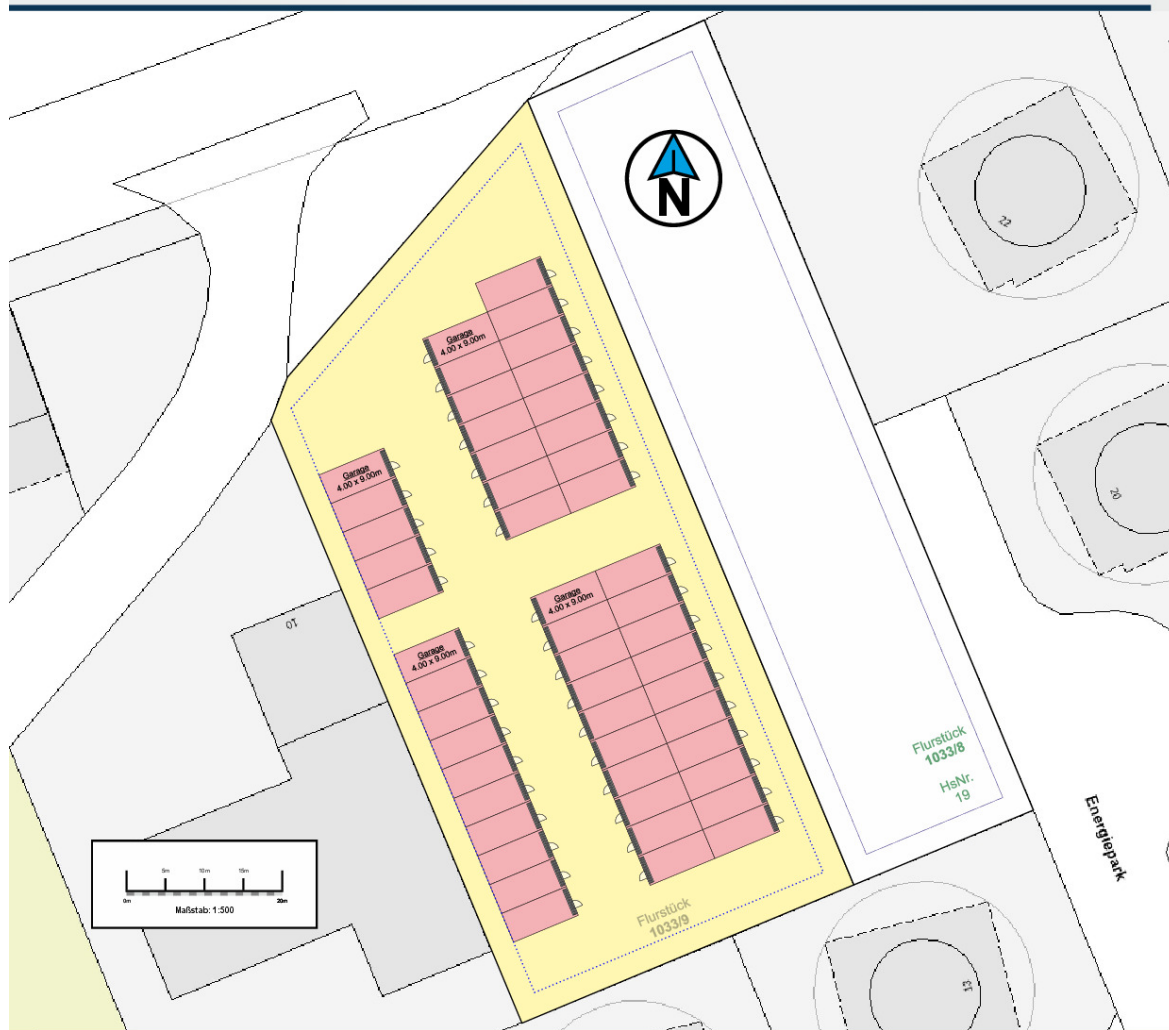 N
22
Garage
4.00 x 9.00m
Garage
4.00 x 9.00m
20
Garage
4.00 x 9.00m
10
Garage
4.00 x 9.00m
Flurstück
1033/8
HsNr.
19
Energiepark
5m 10m 15m
0m 20m
Maßstab: 1:500
Flurstück
1033/9
13